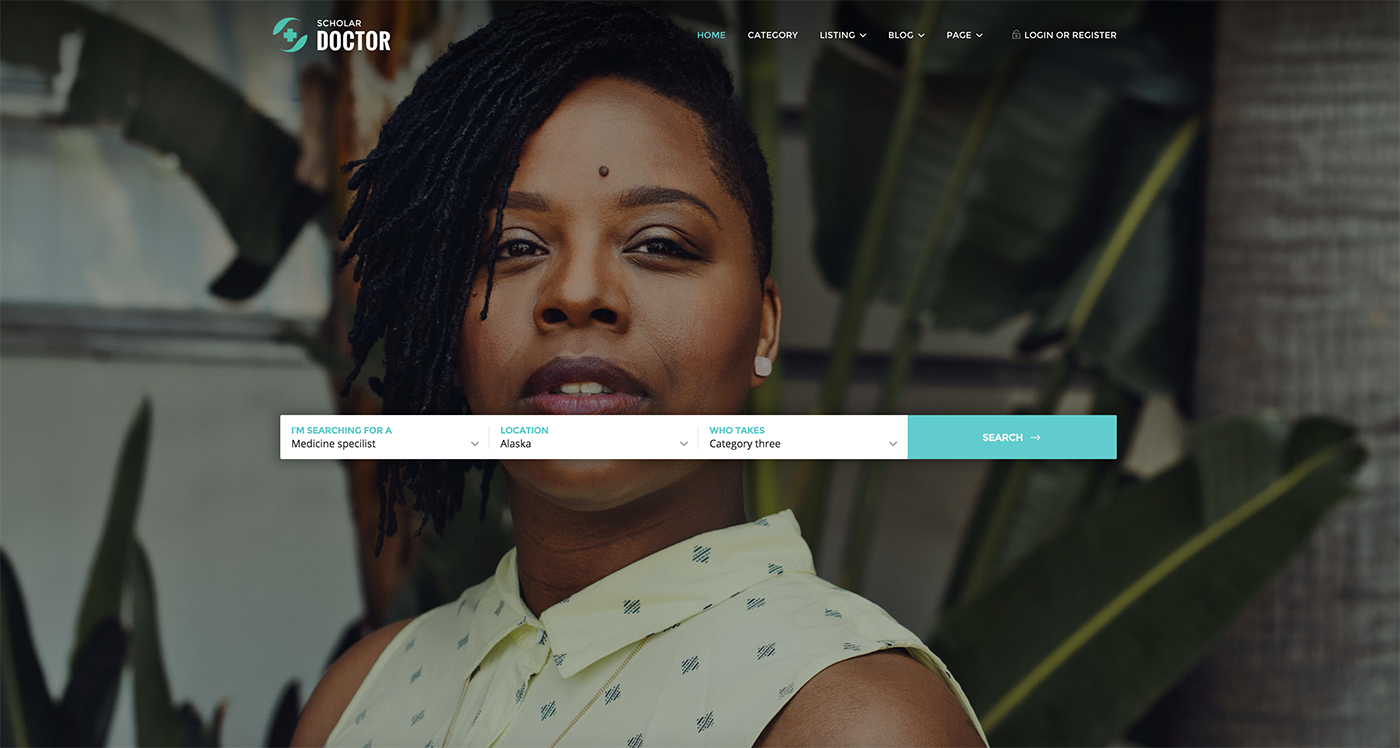 SCHOLAR
DOCTOR
HOME CATEGORY LISTING BLOG PAGE LOGIN OR REGISTER
I'M SEARCHING FOR A LOCATION WHO TAKES
Medicine specilist Alaska Category three
SEARCH